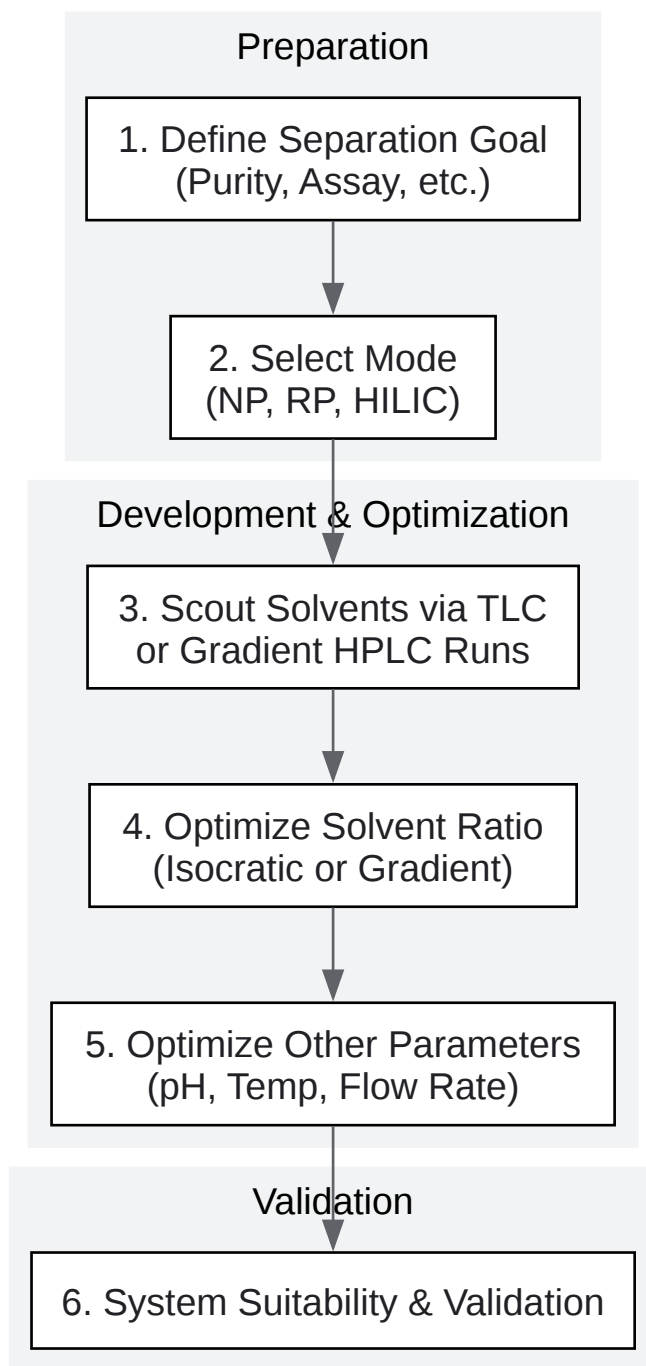 Preparation
1. Define Separation Goal
(Purity, Assay, etc.)
2. Select Mode
(NP, RP, HILIC)
Development & Optimization
3. Scout Solvents via TLC
or Gradient HPLC Runs
4. Optimize Solvent Ratio
(Isocratic or Gradient)
5. Optimize Other Parameters
(pH, Temp, Flow Rate)
Validation
6. System Suitability & Validation